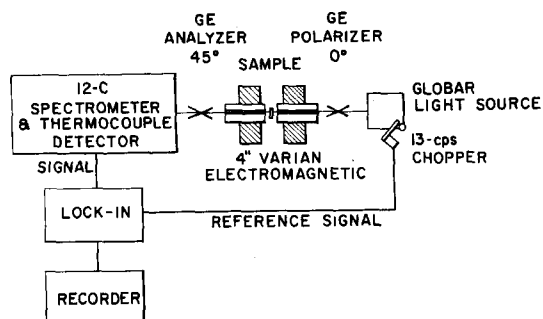 GE
ANALYZER
45°
GE
POLARIZER
0°
SAMPLE
12-C
SPECTROMETER
& THERMOCOUPLE
DETECTOR
GLOBAR
LIGHT SOURCE
13-cps
CHOPPER
4" VARIAN
ELECTROMAGNETIC
SIGNAL
LOCK-IN
REFERENCE SIGNAL
RECORDER